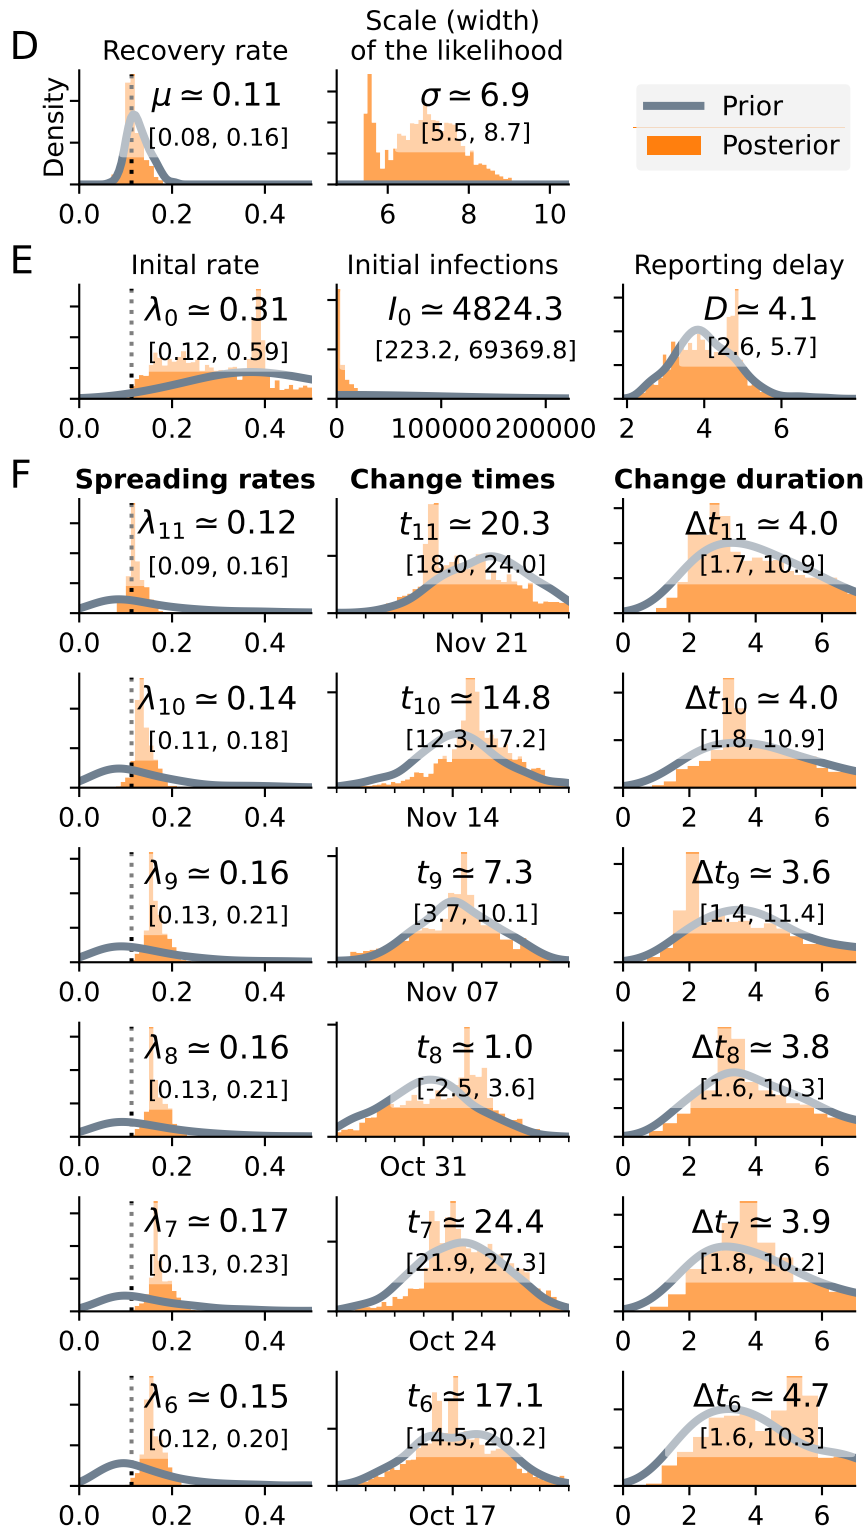 D
Recovery rate
Scale (width)
of the likelihood
Density
μ ≃ 0.11
[0.08, 0.16]
σ ≃ 6.9
[5.5, 8.7]
Prior
Posterior
0.0 0.2 0.4
6 8 10
E
Inital rate
Initial infections
Reporting delay
λ0 ≃ 0.31
[0.12, 0.59]
I0 ≃ 4824.3
[223.2, 69369.8]
D ≃ 4.1
[2.6, 5.7]
0.0 0.2 0.4
0 100000 200000
2 4 6
F
Spreading rates
Change times
Change duration
λ11 ≃ 0.12
[0.09, 0.16]
t11 ≃ 20.3
[18.0, 24.0]
Δt11 ≃ 4.0
[1.7, 10.9]
0.0 0.2 0.4
Nov 21
0 2 4 6
λ10 ≃ 0.14
[0.11, 0.18]
t10 ≃ 14.8
[12.3, 17.2]
Δt10 ≃ 4.0
[1.8, 10.9]
0.0 0.2 0.4
Nov 14
0 2 4 6
λ9 ≃ 0.16
[0.13, 0.21]
t9 ≃ 7.3
[3.7, 10.1]
Δt9 ≃ 3.6
[1.4, 11.4]
0.0 0.2 0.4
Nov 07
0 2 4 6
λ8 ≃ 0.16
[0.13, 0.21]
t8 ≃ 1.0
[-2.5, 3.6]
Δt8 ≃ 3.8
[1.6, 10.3]
0.0 0.2 0.4
Oct 31
0 2 4 6
λ7 ≃ 0.17
[0.13, 0.23]
t7 ≃ 24.4
[21.9, 27.3]
Δt7 ≃ 3.9
[1.8, 10.2]
0.0 0.2 0.4
Oct 24
0 2 4 6
λ6 ≃ 0.15
[0.12, 0.20]
t6 ≃ 17.1
[14.5, 20.2]
Δt6 ≃ 4.7
[1.6, 10.3]
0.0 0.2 0.4
Oct 17
0 2 4 6